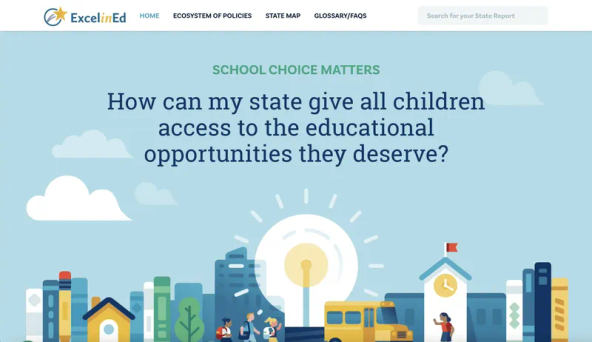 ExcelinEd
HOME
ECOSYSTEM OF POLICIES
STATE MAP
GLOSSARY/FAQS
Search for your State Report
SCHOOL CHOICE MATTERS
How can my state give all children
access to the educational
opportunities they deserve?